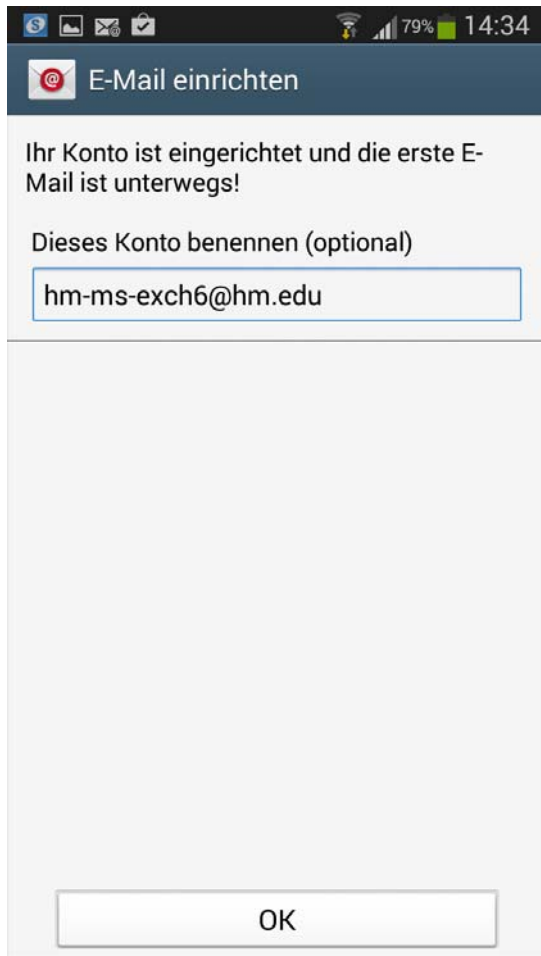 79% 14:34
E-Mail einrichten
Ihr Konto ist eingerichtet und die erste E-
Mail ist unterwegs!
Dieses Konto benennen (optional)
hm-ms-exch6@hm.edu
OK